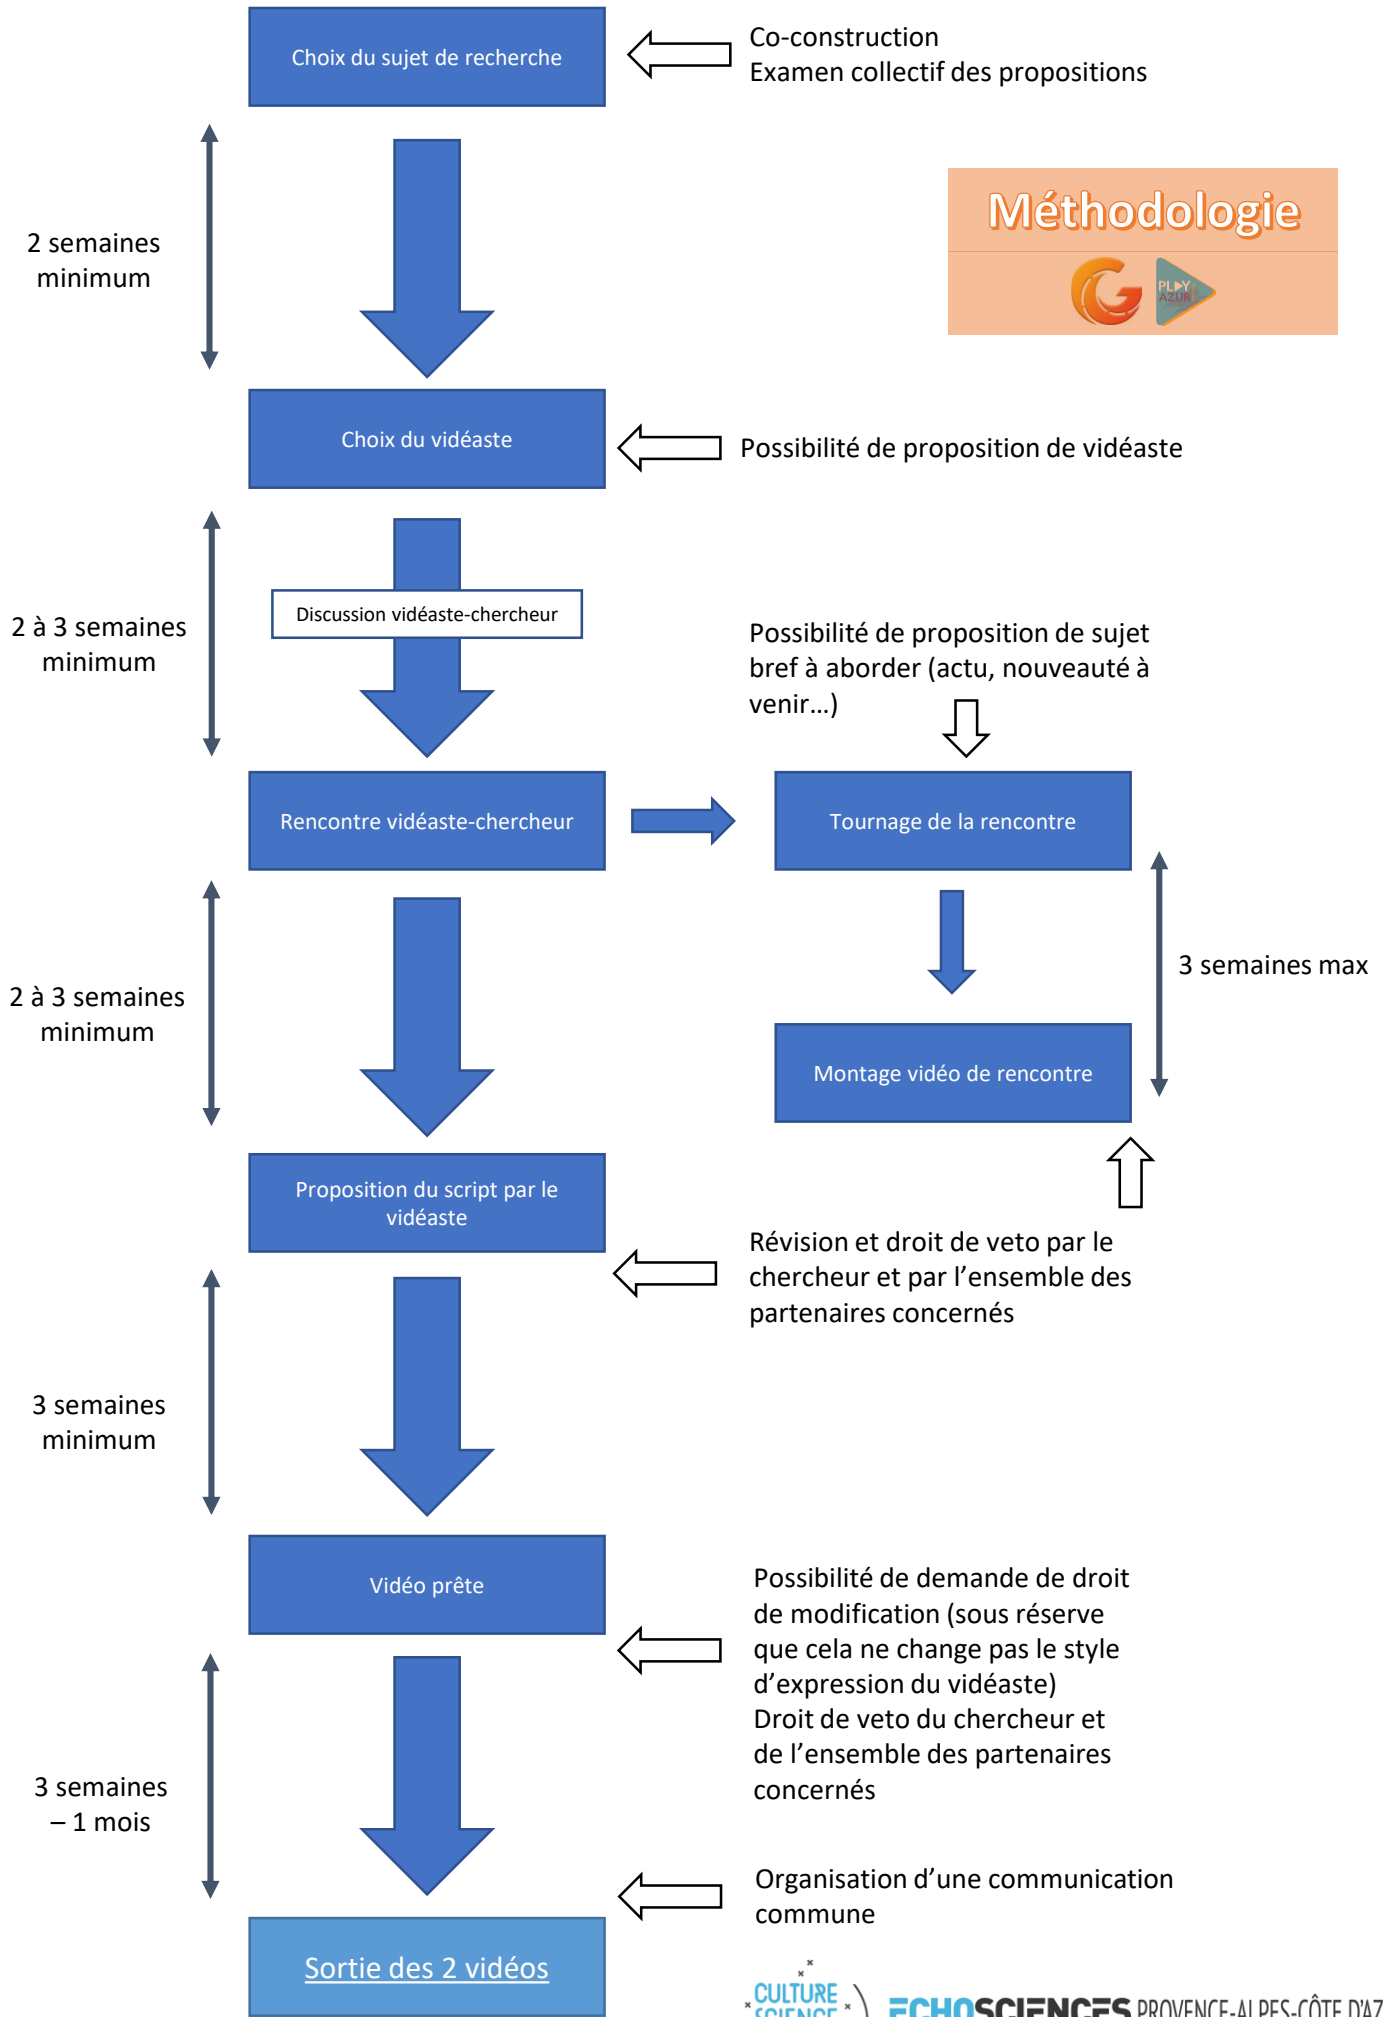 Choix du sujet de recherche
Co-construction
Examen collectif des propositions
Méthodologie
PLAY
AZUR
2 semaines
minimum
Choix du vidéaste
Possibilité de proposition de vidéaste
2 à 3 semaines
minimum
Discussion vidéaste-chercheur
Possibilité de proposition de sujet
bref à aborder (actu, nouveauté à
venir…)
Rencontre vidéaste-chercheur
Tournage de la rencontre
2 à 3 semaines
minimum
3 semaines max
Montage vidéo de rencontre
Proposition du script par le
vidéaste
Révision et droit de veto par le
chercheur et par l’ensemble des
partenaires concernés
3 semaines
minimum
Vidéo prête
Possibilité de demande de droit
de modification (sous réserve
que cela ne change pas le style
d’expression du vidéaste)
Droit de veto du chercheur et
de l’ensemble des partenaires
concernés
3 semaines
– 1 mois
Organisation d’une communication
commune
Sortie des 2 vidéos
CULTURE
SCIENCE
ECHOSCIENCES PROVENCE-ALPES-CÔTE D'AZ